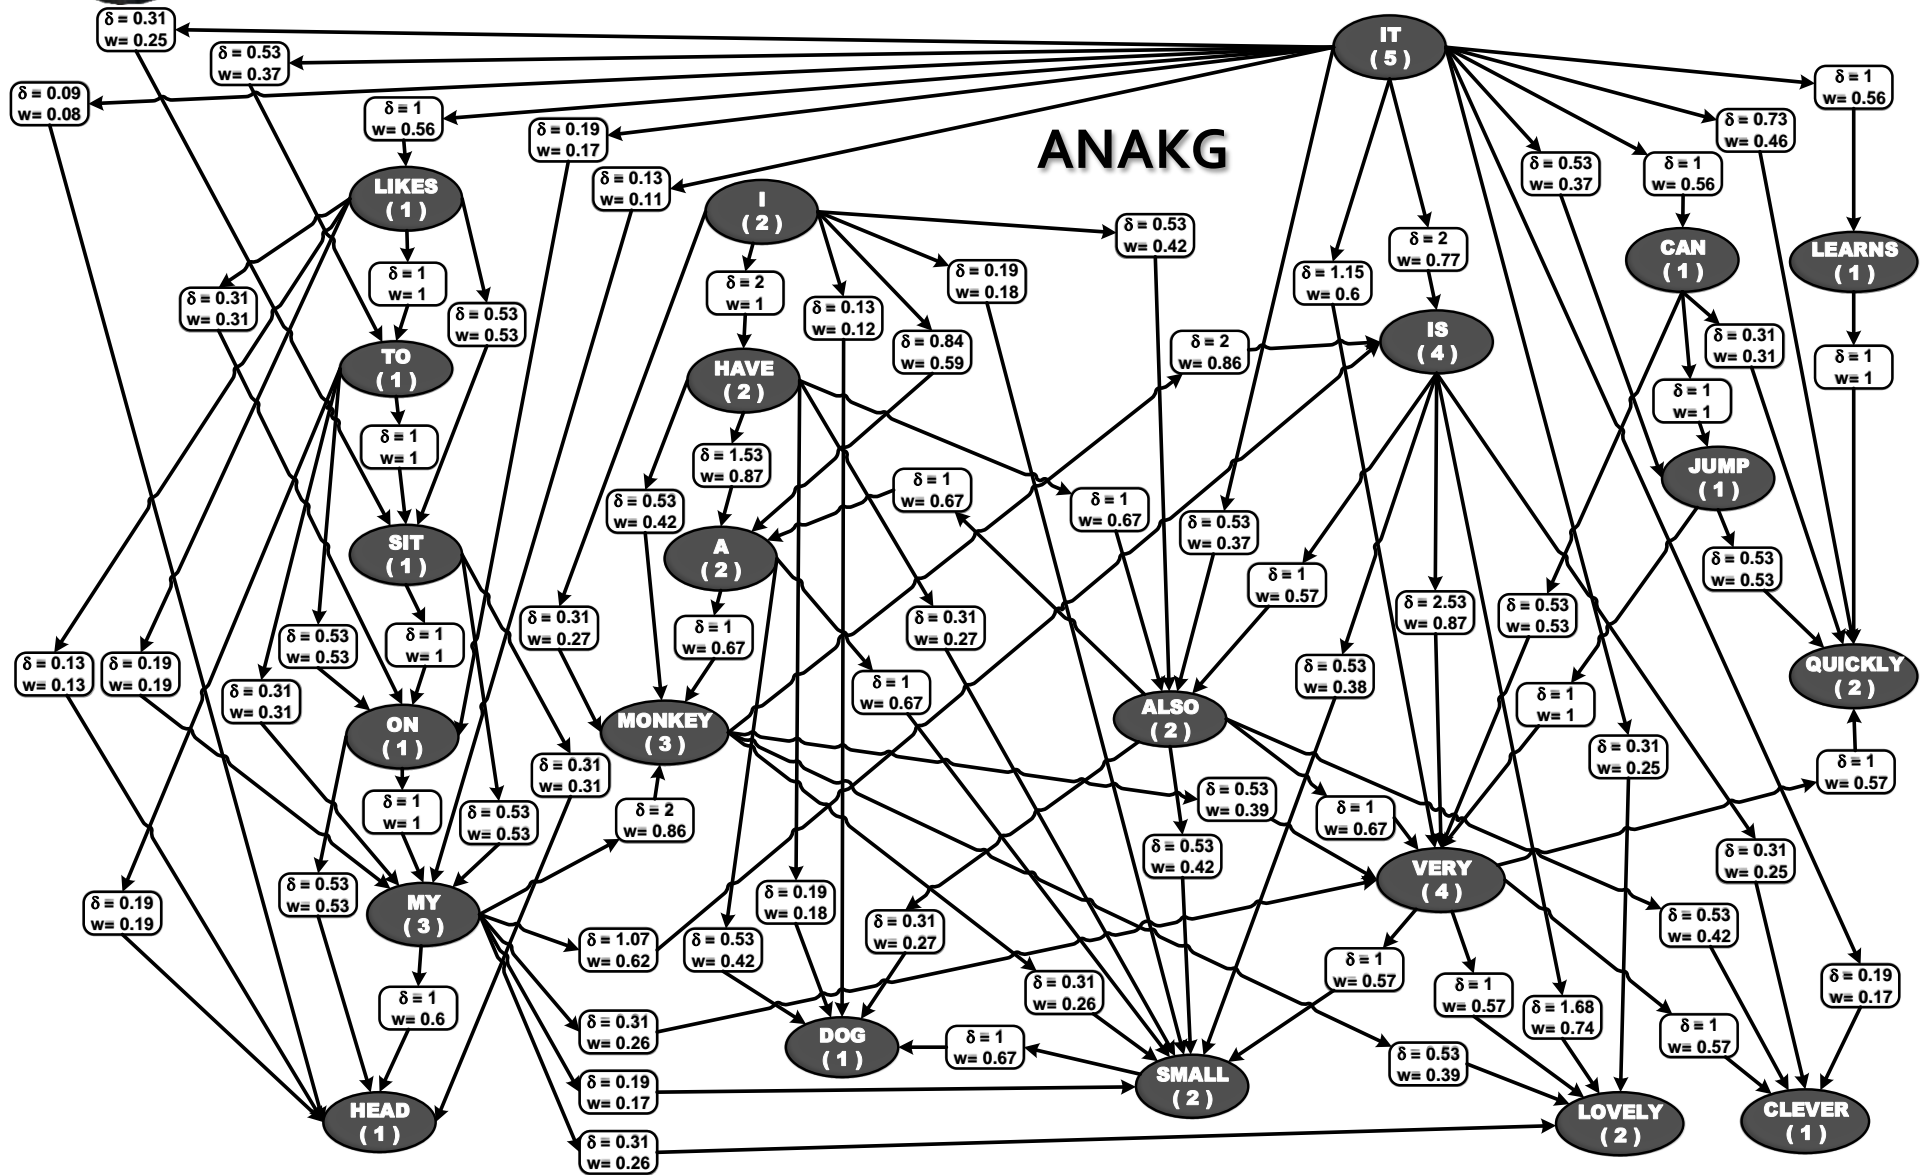 δ = 0.31
w= 0.25
δ = 0.53
w= 0.37
δ = 0.09
w= 0.08
δ = 1
w= 0.56
δ = 0.19
w= 0.17
δ = 0.13
w= 0.11
IT
( 5 )
ANAKG
δ = 1
w= 0.56
δ = 0.73
w= 0.46
δ = 0.53
w= 0.37
δ = 1
w= 0.56
LIKES
( 1 )
I
( 2 )
δ = 0.53
w= 0.42
δ = 2
w= 0.77
CAN
( 1 )
LEARNS
( 1 )
δ = 1
w= 1
δ = 0.31
w= 0.31
δ = 0.53
w= 0.53
δ = 2
w= 1
δ = 0.13
w= 0.12
δ = 0.19
w= 0.18
δ = 0.84
w= 0.59
δ = 1.15
w= 0.6
IS
( 4 )
δ = 2
w= 0.86
δ = 0.31
w= 0.31
δ = 1
w= 1
δ = 1
w= 1
TO
( 1 )
HAVE
( 2 )
δ = 1
w= 1
δ = 1.53
w= 0.87
δ = 0.53
w= 0.42
δ = 1
w= 0.67
δ = 1
w= 0.67
δ = 0.53
w= 0.37
JUMP
( 1 )
SIT
( 1 )
A
( 2 )
δ = 1
w= 0.57
δ = 0.53
w= 0.53
δ = 0.13
w= 0.13
δ = 0.19
w= 0.19
δ = 0.31
w= 0.31
δ = 0.53
w= 0.53
δ = 1
w= 1
δ = 0.31
w= 0.27
δ = 1
w= 0.67
δ = 0.31
w= 0.27
δ = 1
w= 0.67
δ = 2.53
w= 0.87
δ = 0.53
w= 0.53
δ = 0.53
w= 0.38
δ = 1
w= 1
QUICKLY
( 2 )
ON
( 1 )
MONKEY
( 3 )
ALSO
( 2 )
δ = 0.31
w= 0.25
δ = 1
w= 0.57
δ = 0.31
w= 0.31
δ = 1
w= 1
δ = 0.53
w= 0.53
δ = 2
w= 0.86
δ = 0.53
w= 0.39
δ = 1
w= 0.67
δ = 0.53
w= 0.42
VERY
( 4 )
δ = 0.31
w= 0.25
δ = 0.19
w= 0.19
δ = 0.53
w= 0.53
MY
( 3 )
δ = 0.19
w= 0.18
δ = 0.31
w= 0.27
δ = 0.53
w= 0.42
δ = 1.07
w= 0.62
δ = 0.53
w= 0.42
δ = 1
w= 0.57
δ = 1
w= 0.57
δ = 0.19
w= 0.17
δ = 1
w= 0.6
δ = 0.31
w= 0.26
δ = 0.31
w= 0.26
δ = 1.68
w= 0.74
δ = 1
w= 0.57
DOG
( 1 )
δ = 1
w= 0.67
δ = 0.53
w= 0.39
δ = 0.19
w= 0.17
SMALL
( 2 )
HEAD
( 1 )
LOVELY
( 2 )
CLEVER
( 1 )
δ = 0.31
w= 0.26